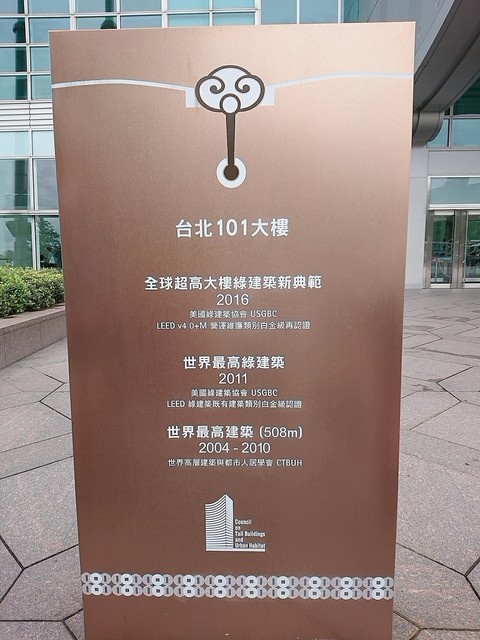 台北101大樓
全球超高大樓綠建築新典範
2016
美國綠建築協會 USGBC
LEED v4 O+M 營運維護類別白金級再認證
世界最高綠建築
2011
美國綠建築協會 USGBC
LEED 綠建築既有建築類別白金級認證
世界最高建築 (508m)
2004 - 2010
世界高層建築與都市人居學會 CTBUH
Council
on
Tall Buildings
and
Urban Habitat